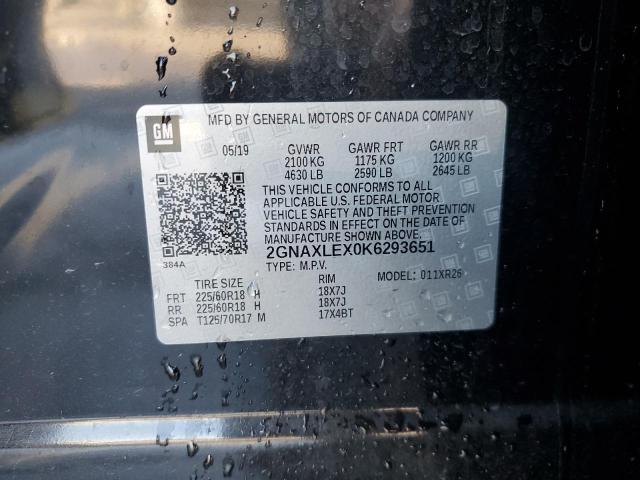 GM
MFD BY GENERAL MOTORS OF CANADA COMPANY
05/19 GVWR GAWR FRT GAWR RR
2100 KG 1175 KG 1200 KG
4630 LB 2590 LB 2645 LB
THIS VEHICLE CONFORMS TO ALL
APPLICABLE U.S. FEDERAL MOTOR
VEHICLE SAFETY AND THEFT PREVENTION
STANDARDS IN EFFECT ON THE DATE
OF MANUFACTURE SHOWN ABOVE.
384A
2GNAXLEX0K6293651
TYPE: M.P.V. MODEL: 011XR26
TIRE SIZE RIM
FRT 225/60R18 H 18X7J
RR 225/60R18 H 18X7J
SPA T125/70R17 M 17X4BT